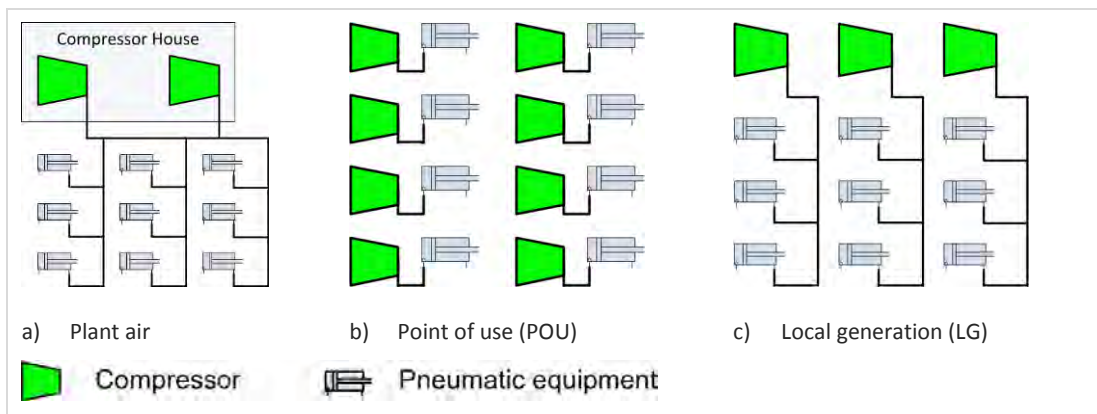 Compressor House
a) Plant air
b) Point of use (POU)
c) Local generation (LG)
Compressor
Pneumatic equipment